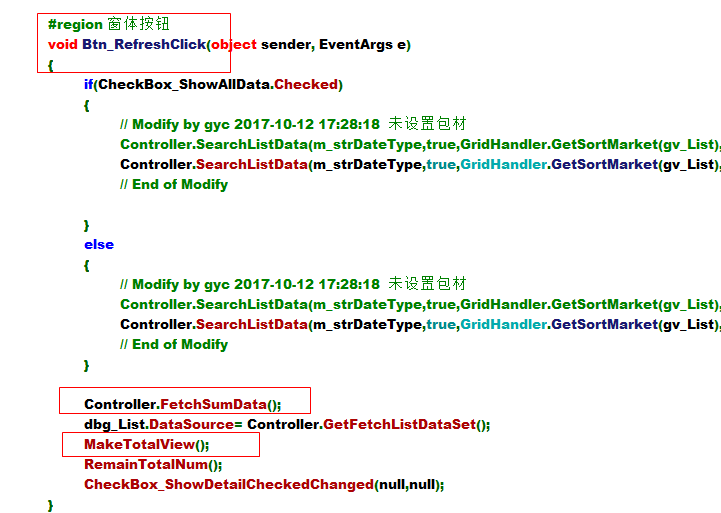 #region 窗体按钮
void Btn_RefreshClick(object sender, EventArgs e)
{
if(CheckBox_ShowAllData.Checked)
{
// Modify by gyc 2017-10-12 17:28:18 未设置包材
Controller.SearchListData(m_strDateType,true,GridHandler.GetSortMarket(gv_List),
Controller.SearchListData(m_strDateType,true,GridHandler.GetSortMarket(gv_List),
// End of Modify
}
else
{
// Modify by gyc 2017-10-12 17:28:18 未设置包材
Controller.SearchListData(m_strDateType,true,GridHandler.GetSortMarket(gv_List),
Controller.SearchListData(m_strDateType,true,GridHandler.GetSortMarket(gv_List),
// End of Modify
}
Controller.FetchSumData();
dbg_List.DataSource= Controller.GetFetchListDataSet();
MakeTotalView();
RemainTotalNum();
CheckBox_ShowDetailCheckedChanged(null,null);
}